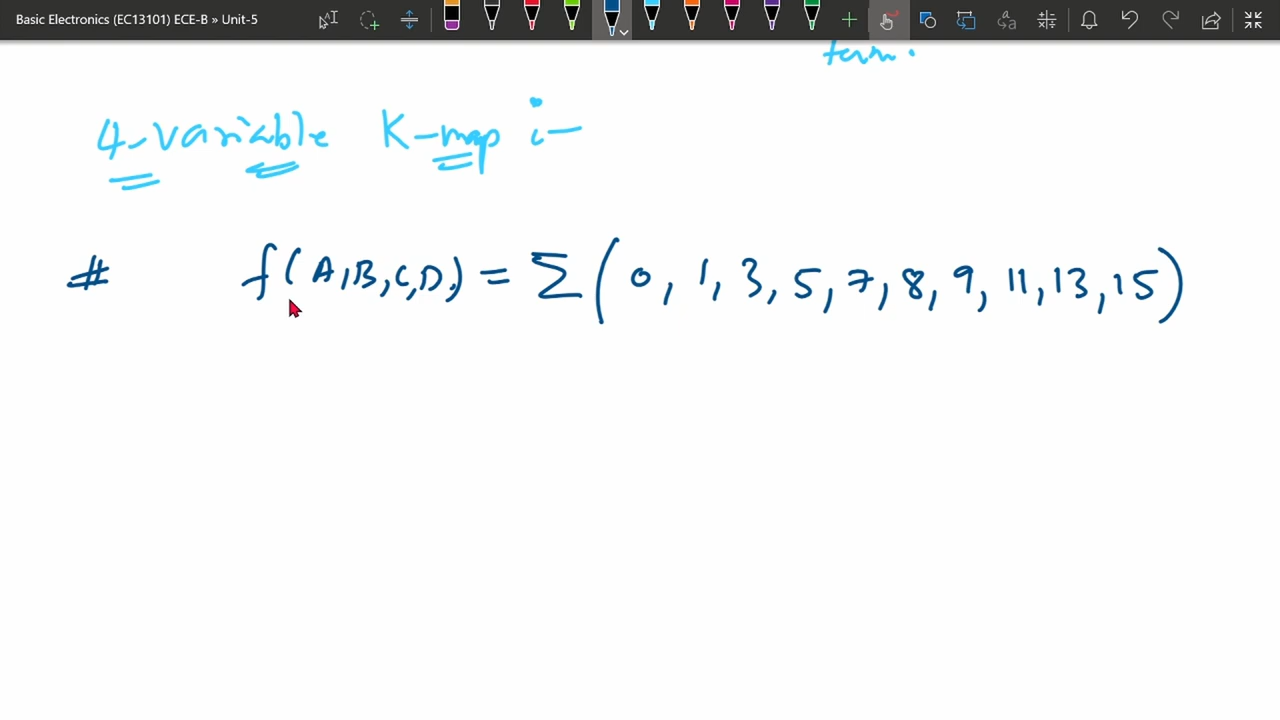 Basic Electronics (EC13101) ECE-B » Unit-5
term.
4-variable K-map :-
# f(A,B,C,D,) = Σ(0, 1, 3, 5, 7, 8, 9, 11, 13, 15)